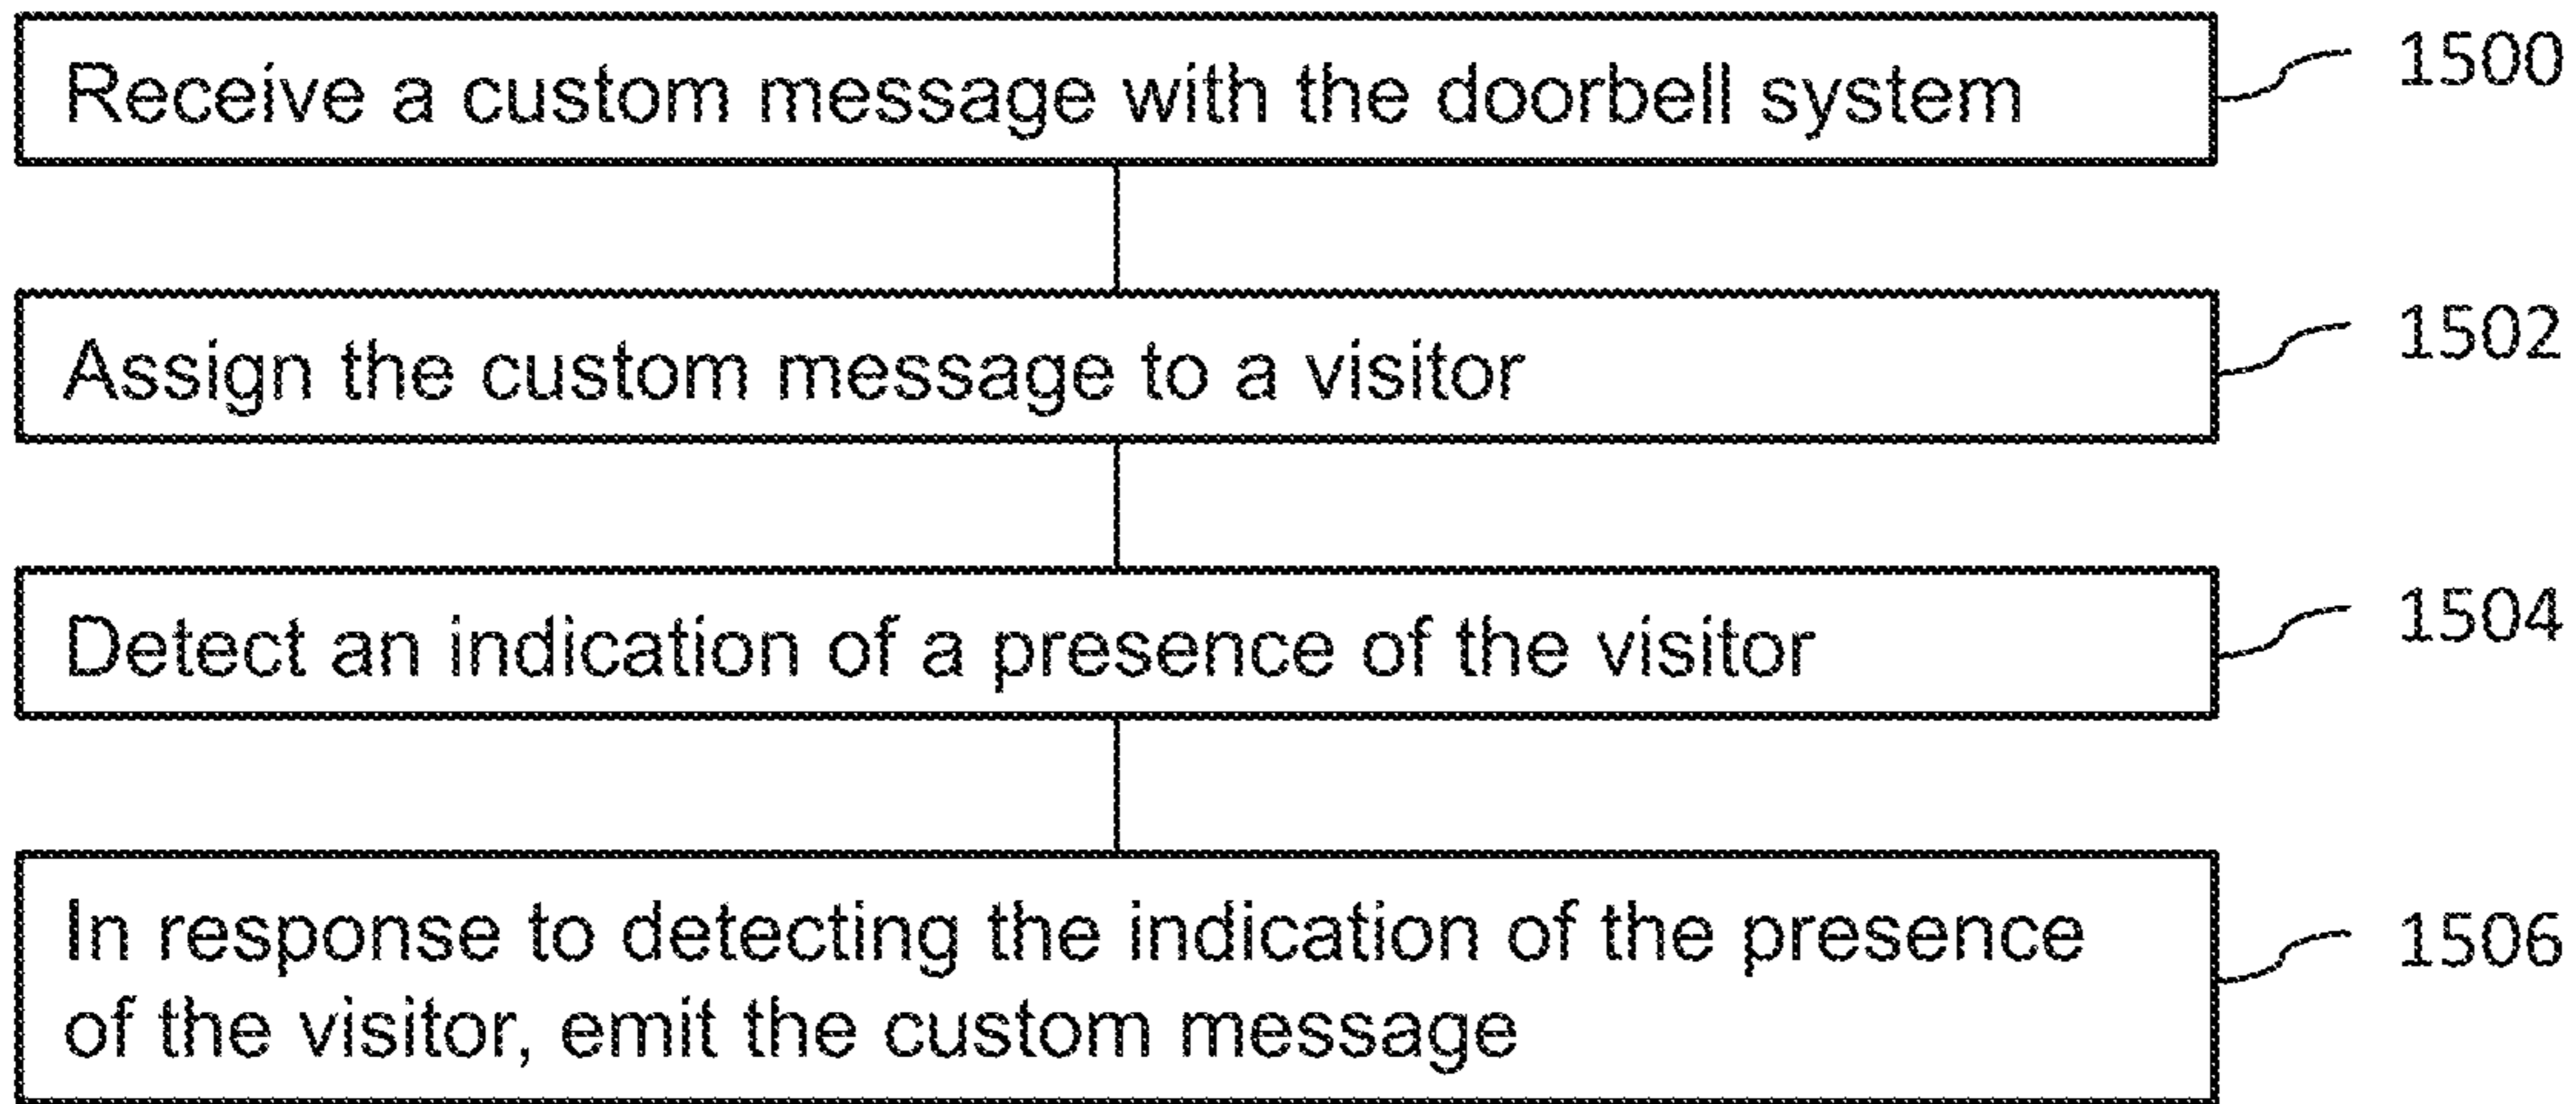 Receive a custom message with the doorbell system
1500
Assign the custom message to a visitor
1502
Detect an indication of a presence of the visitor
1504
In response to detecting the indication of the presence
of the visitor, emit the custom message
1506